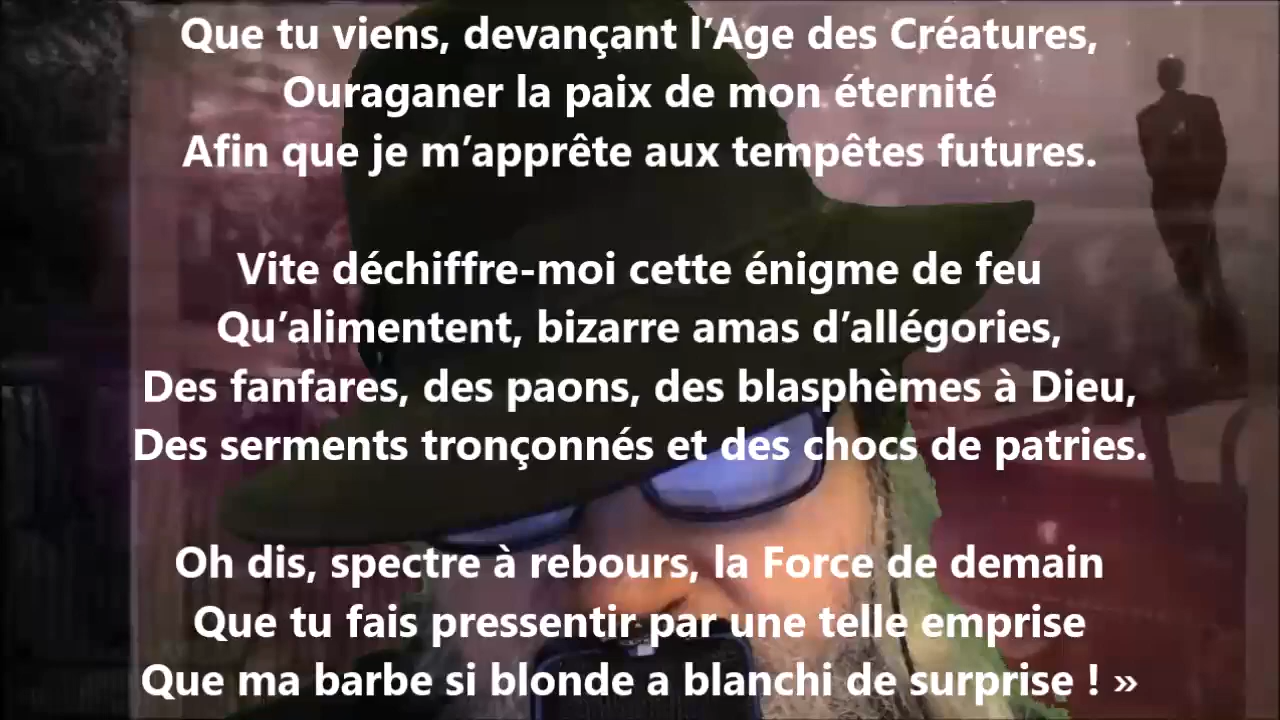 Que tu viens, devançant l’Age des Créatures,
Ouraganer la paix de mon éternité
Afin que je m’apprête aux tempêtes futures.
Vite déchiffre-moi cette énigme de feu
Qu’alimentent, bizarre amas d’allégories,
Des fanfares, des paons, des blasphèmes à Dieu,
Des serments tronçonnés et des chocs de patries.
Oh dis, spectre à rebours, la Force de demain
Que tu fais pressentir par une telle emprise
Que ma barbe si blonde a blanchi de surprise ! »